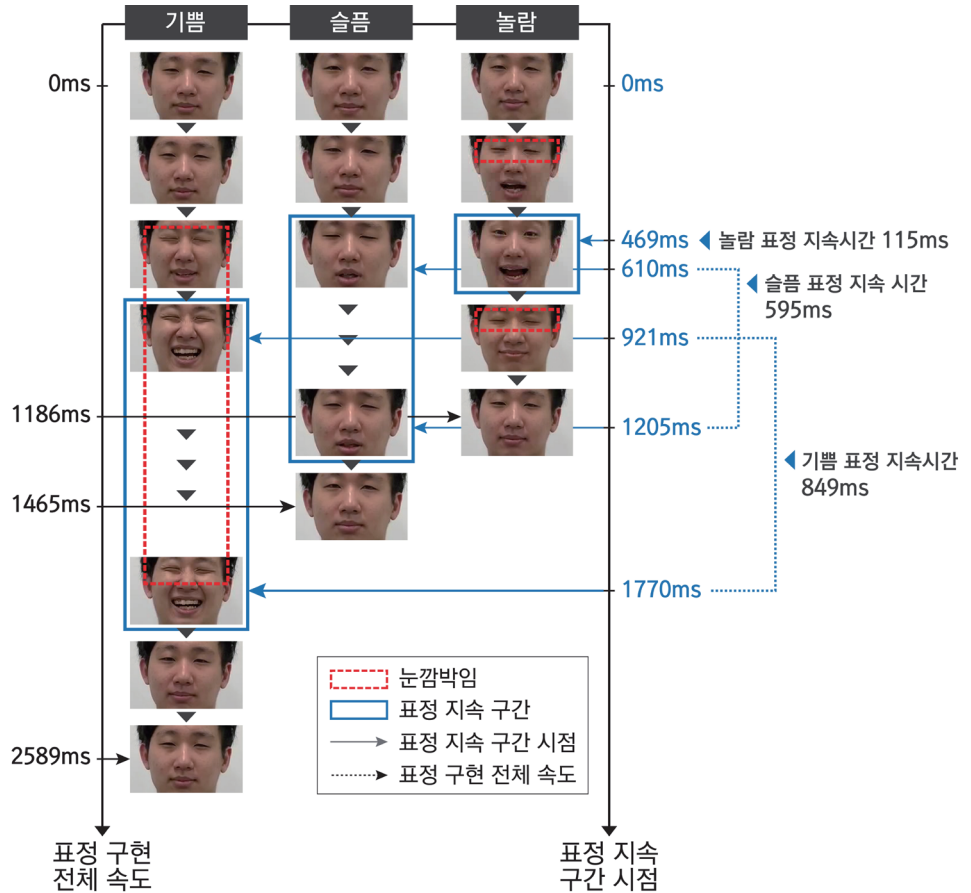 기쁨
슬픔
놀람
0ms
0ms
469ms
놀람 표정 지속시간 115ms
610ms
슬픔 표정 지속 시간
595ms
921ms
1186ms
1205ms
기쁨 표정 지속시간
849ms
1465ms
1770ms
눈깜박임
표정 지속 구간
표정 지속 구간 시점
표정 구현 전체 속도
2589ms
표정 구현
전체 속도
표정 지속
구간 시점